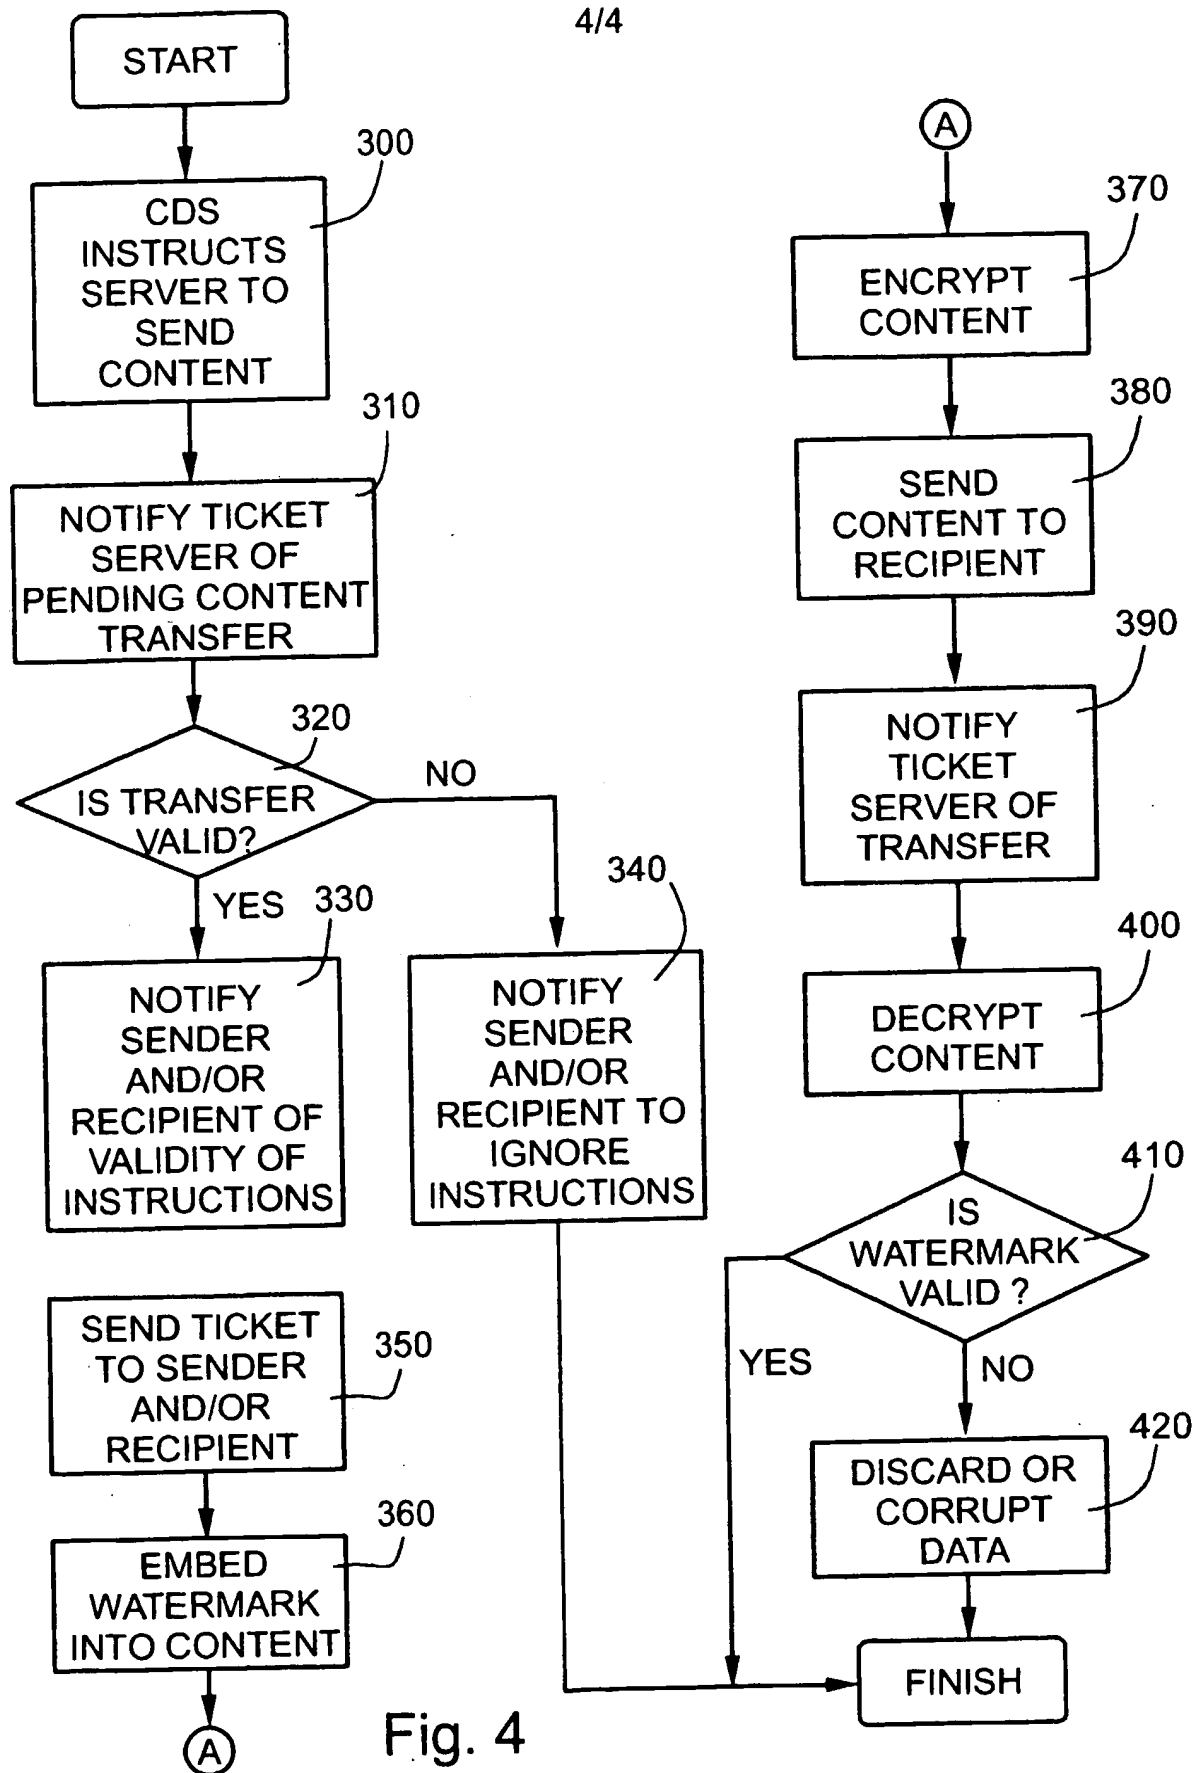 4/4
START
300
CDS
INSTRUCTS
SERVER TO
SEND
CONTENT
310
NOTIFY TICKET
SERVER OF
PENDING CONTENT
TRANSFER
320
IS TRANSFER
VALID?
NO
YES
330
NOTIFY
SENDER
AND/OR
RECIPIENT OF
VALIDITY OF
INSTRUCTIONS
340
NOTIFY
SENDER
AND/OR
RECIPIENT TO
IGNORE
INSTRUCTIONS
SEND TICKET
TO SENDER
AND/OR
RECIPIENT
350
360
EMBED
WATERMARK
INTO CONTENT
A
A
370
ENCRYPT
CONTENT
380
SEND
CONTENT TO
RECIPIENT
390
NOTIFY
TICKET
SERVER OF
TRANSFER
400
DECRYPT
CONTENT
410
IS
WATERMARK
VALID ?
YES
NO
420
DISCARD OR
CORRUPT
DATA
FINISH
Fig. 4